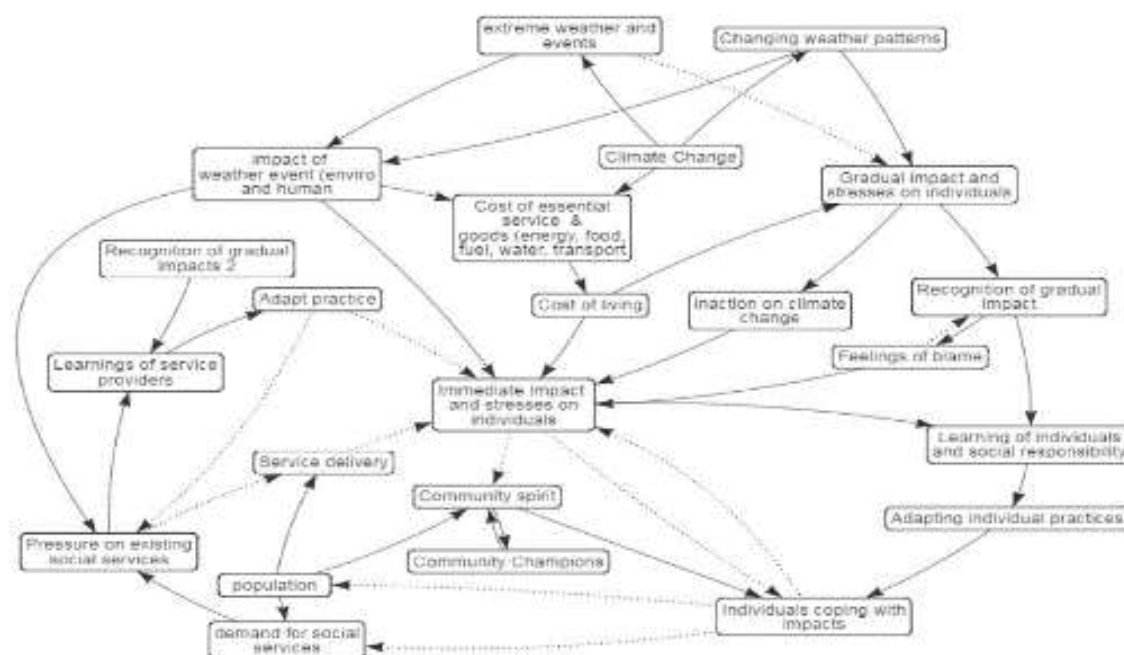 extreme weather and
events
Changing weather patterns
impact of
weather event (enviro
and human
Climate Change
Gradual impact and
stresses on individuals
Cost of essential
service &
goods (energy, food,
fuel, water, transport
Recognition of gradual
impacts 2
Adapt practice
Cost of living
Inaction on climate
change
Recognition of gradual
impact.
Learnings of service
providers
Feelings of blame
Immediate impact
and stresses on
individuals
Service delivery
Learning of individuals
and social responsibility
Community spirit
Adapting individual practices
Pressure on existing
social services
Community Champions
population
Individuals coping with
impacts
demand for social
services